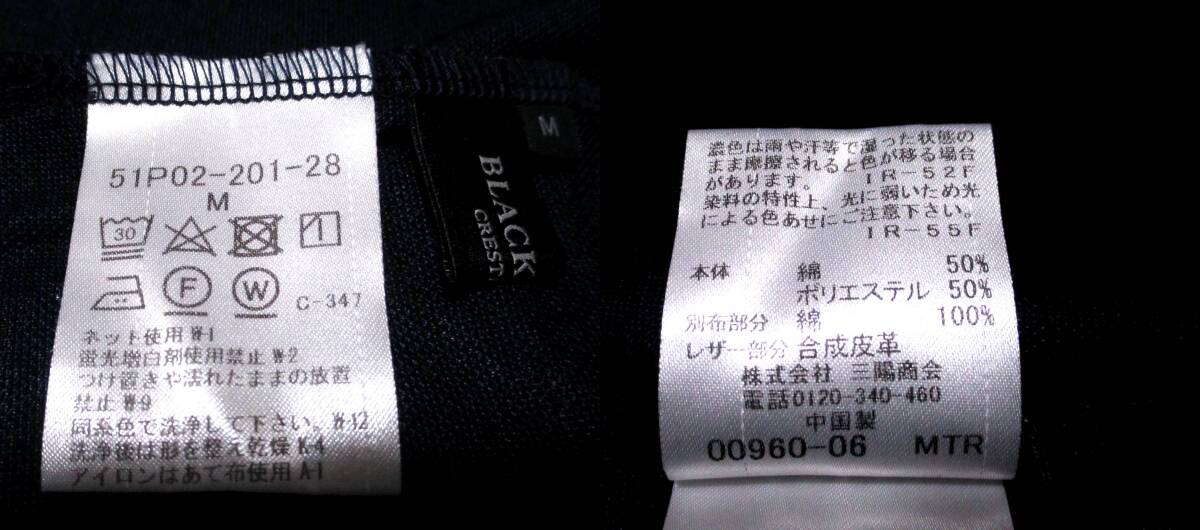 51P02-201-28
M
30
F
W
C-347
ネット使用 W-1
蛍光増白剤使用禁止 W-2
つけ置きや濡れたままの放置
禁止 W-9
同系色で洗浄して下さい。W-12
洗浄後は形を整え乾燥 K-4
アイロンはあて布使用 A-1
M
BLACK
CREST
濃色は雨や汗等で湿った状態の
まま摩擦されると色が移る場合
があります。 IR-52F
染料の特性上、光に弱いため光
による色あせにご注意下さい。
IR-55F
本体 綿 50%
ポリエステル 50%
別布部分 綿 100%
レザー部分 合成皮革
株式会社 三陽商会
電話0120-340-460
中国製
00960-06 MTR